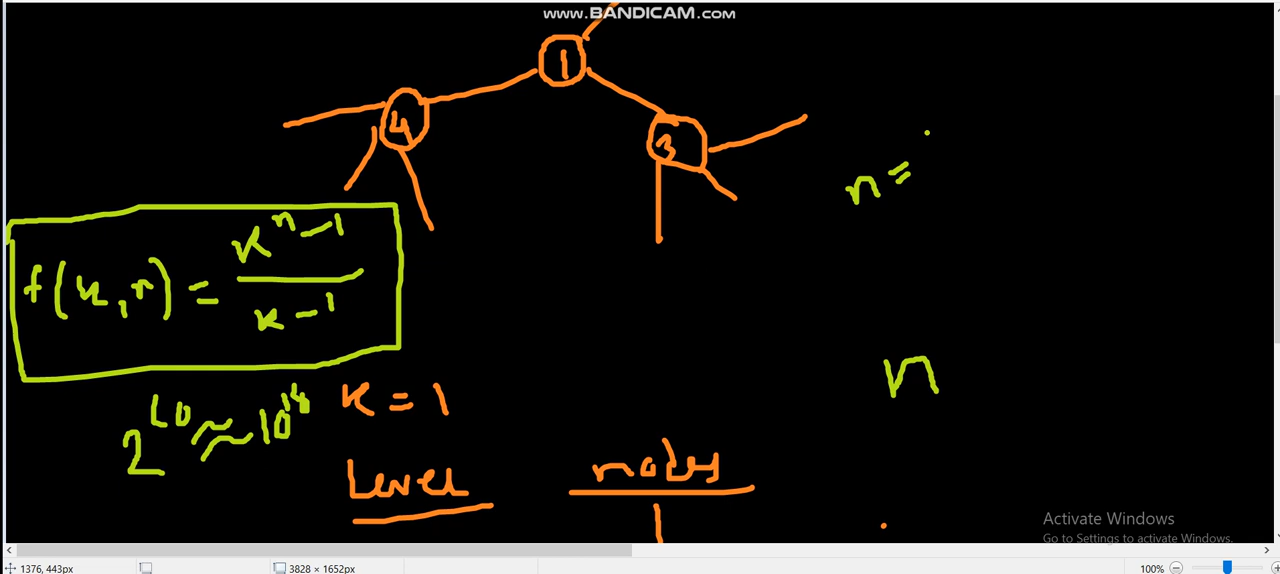 www.BANDICAM.com
1
4
3
n =
f(k, n) = k^n - 1 / k - 1
n
2^60 ≈ 10^18
k = 1
Level nodes
1
Activate Windows
Go to Settings to activate Windows.
1376, 443px
3828 × 1652px
100%